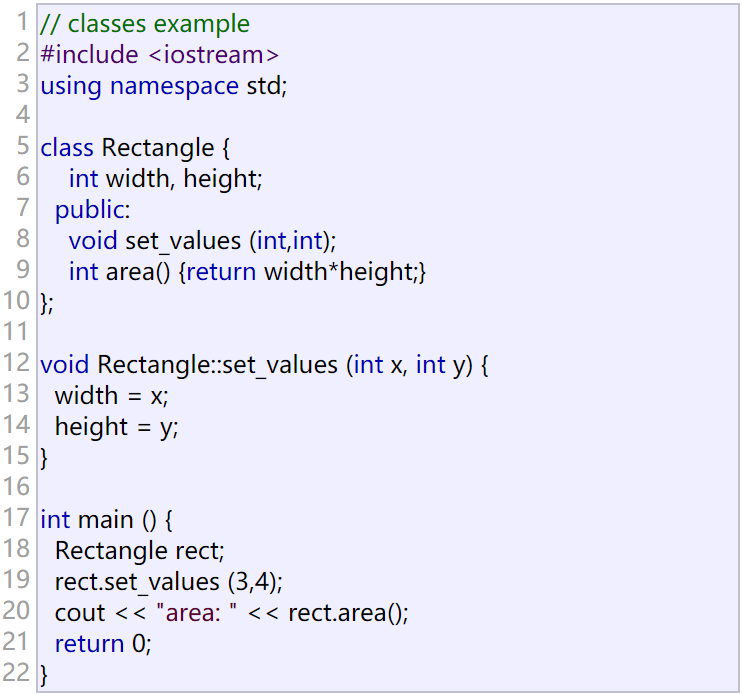 1 // classes example
2 #include <iostream>
3 using namespace std;
4
5 class Rectangle {
6     int width, height;
7   public:
8     void set_values (int,int);
9     int area() {return width*height;}
10 };
11
12 void Rectangle::set_values (int x, int y) {
13   width = x;
14   height = y;
15 }
16
17 int main () {
18   Rectangle rect;
19   rect.set_values (3,4);
20   cout << "area: " << rect.area();
21   return 0;
22 }